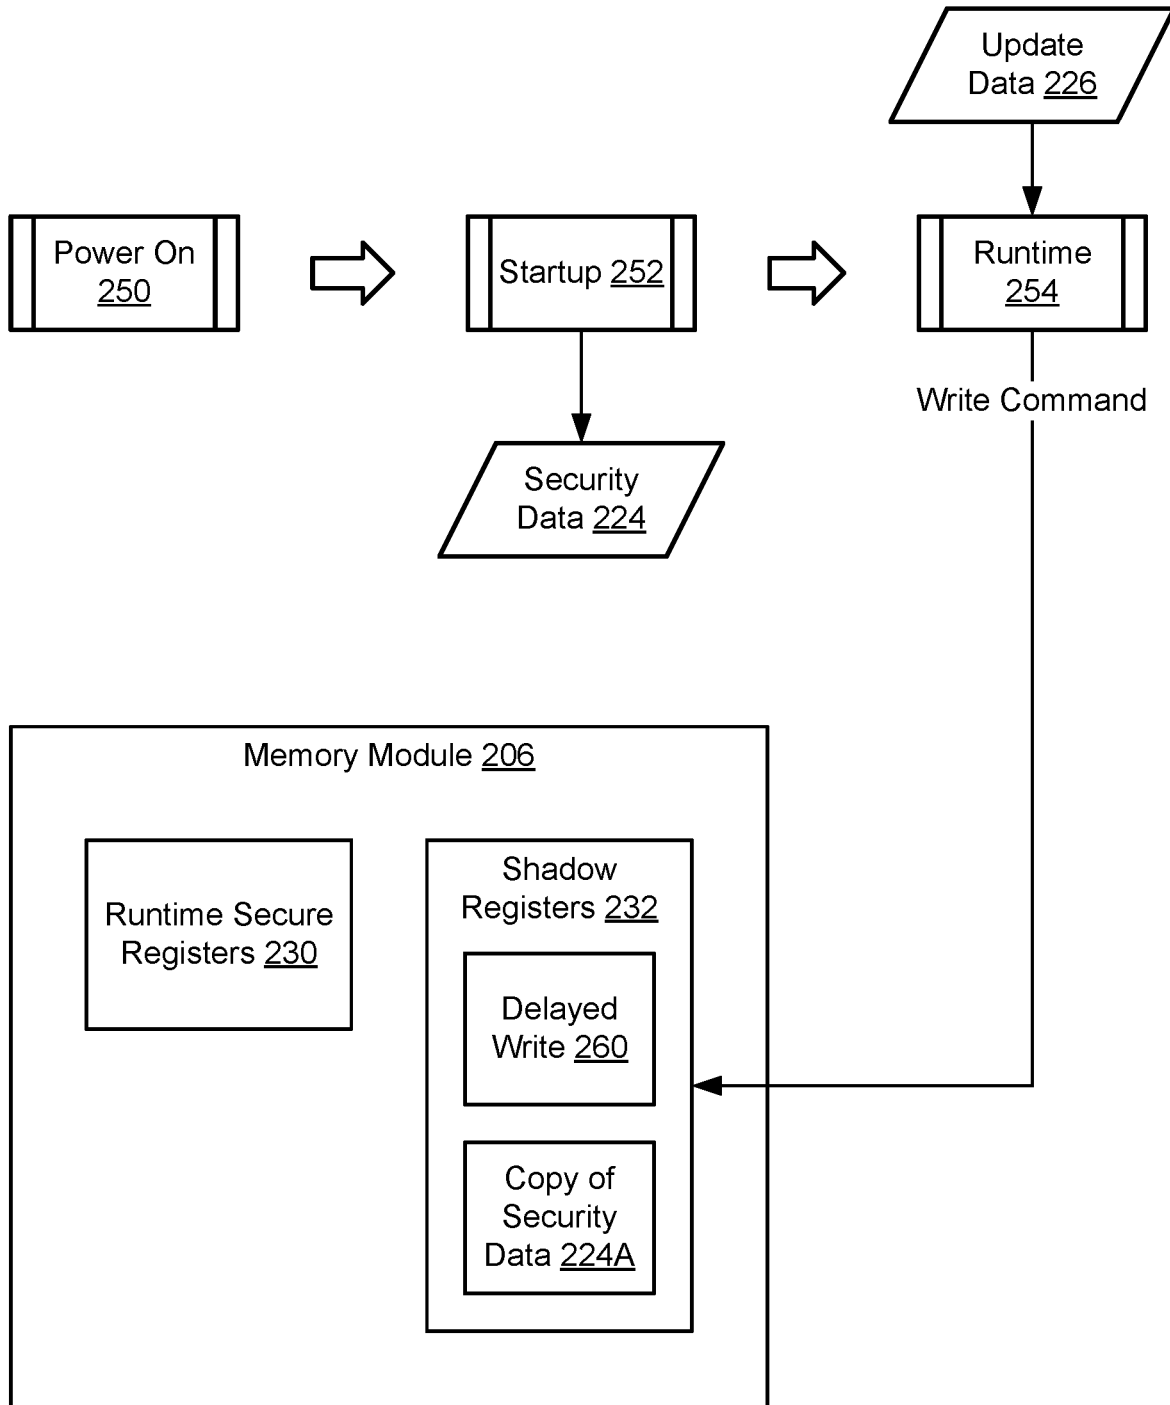 Update
Data 226
Power On
250
Startup 252
Runtime
254
Write Command
Security
Data 224
Memory Module 206
Shadow
Registers 232
Runtime Secure
Registers 230
Delayed
Write 260
Copy of
Security
Data 224A